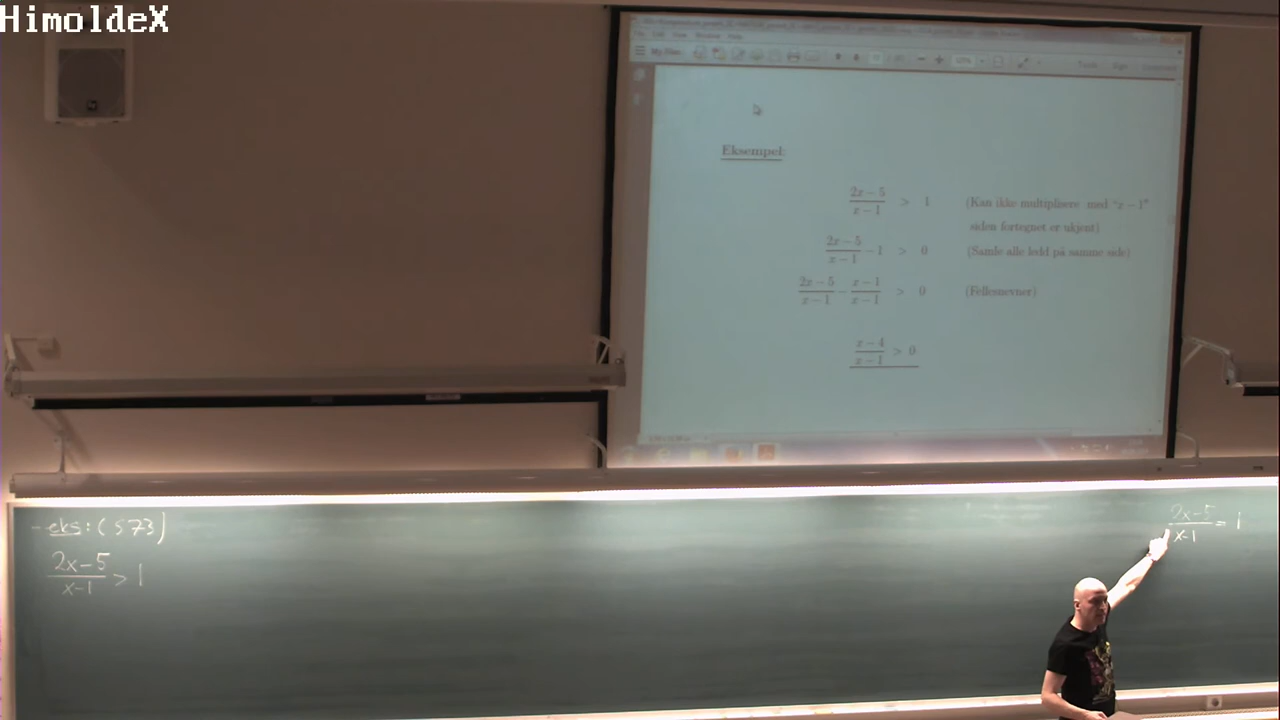 HimoldeX
Eksempel:
(2x − 5)/(x − 1) > 1 (Kan ikke multiplisere med "x − 1"
siden fortegnet er ukjent)
(2x − 5)/(x − 1) − 1 > 0 (Samle alle ledd på samme side)
(2x − 5)/(x − 1) − (x − 1)/(x − 1) > 0 (Fellesnevner)
(x − 4)/(x − 1) > 0
- eks: (573)
(2x-5)/(x-1) > 1
(2x-5)/(x-1) = 1